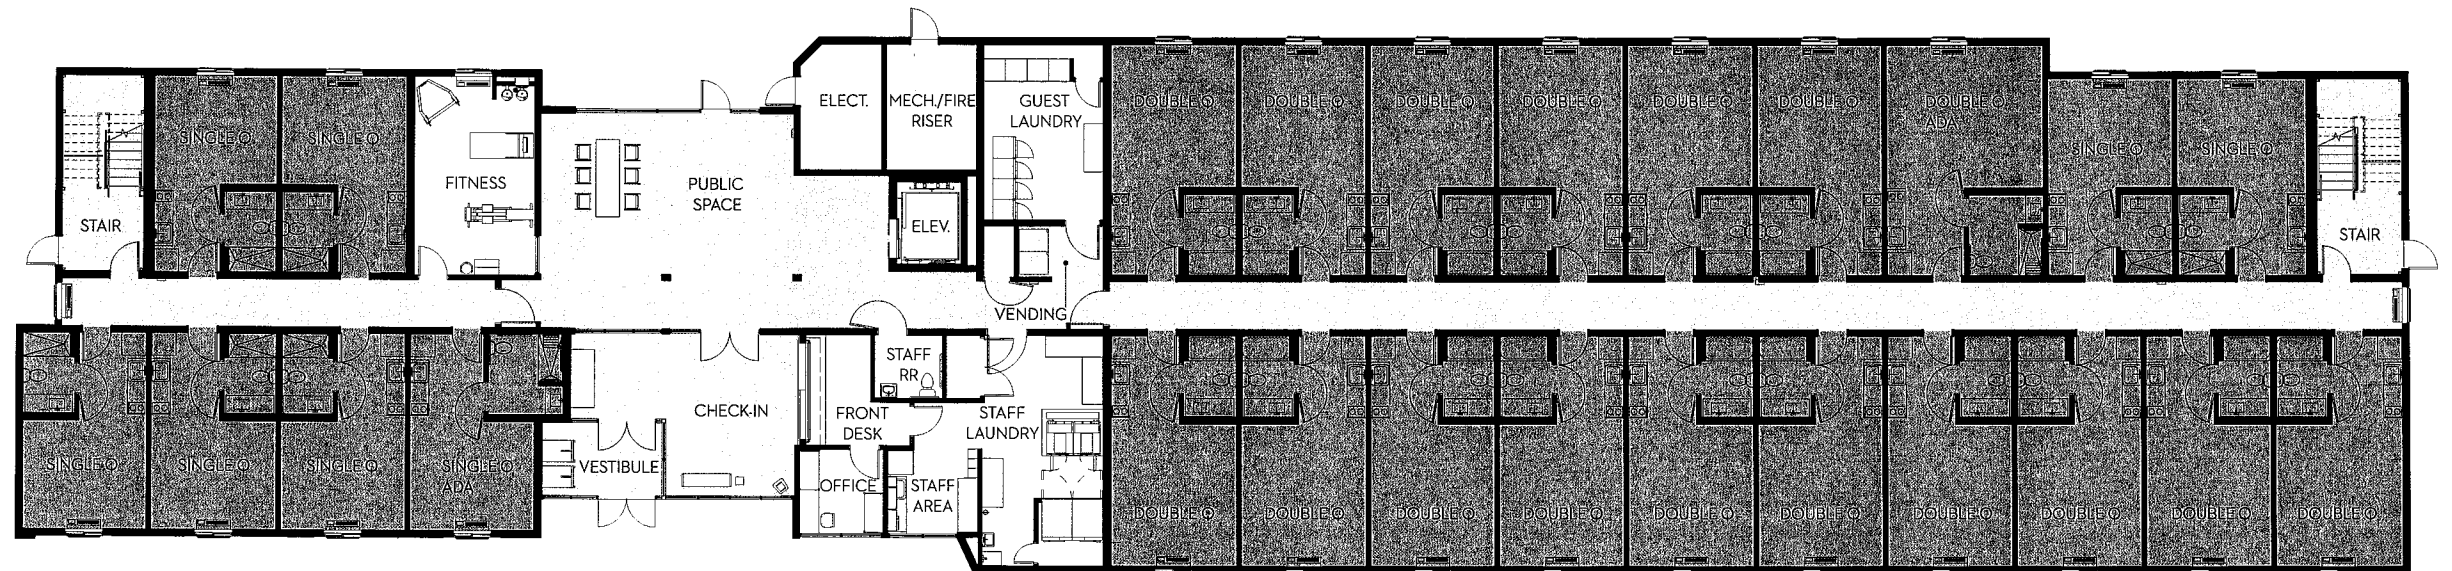 ELECT.
MECH./FIRE
RISER
GUEST
LAUNDRY
DOUBLE Q
DOUBLE Q
DOUBLE Q
DOUBLE Q
DOUBLE Q
DOUBLE Q
DOUBLE Q
ADA
SINGLE Q
SINGLE Q
SINGLE Q
SINGLE Q
FITNESS
PUBLIC
SPACE
STAIR
ELEV.
STAIR
VENDING
STAFF
RR
CHECK-IN
FRONT
DESK
STAFF
LAUNDRY
SINGLE Q
SINGLE Q
SINGLE Q
SINGLE Q
ADA
VESTIBULE
OFFICE
STAFF
AREA
DOUBLE Q
DOUBLE Q
DOUBLE Q
DOUBLE Q
DOUBLE Q
DOUBLE Q
DOUBLE Q
DOUBLE Q
DOUBLE Q
DOUBLE Q